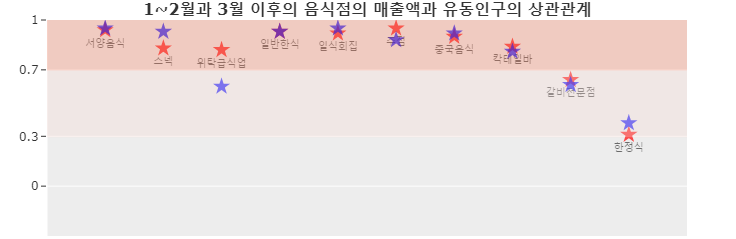 1~2월과 3월 이후의 음식점의 매출액과 유동인구의 상관관계
1
서양음식
스넥
위탁급식업
일반한식
일식회집
중국음식
칵테일바
0.7
갈비전문점
0.3
한정식
0